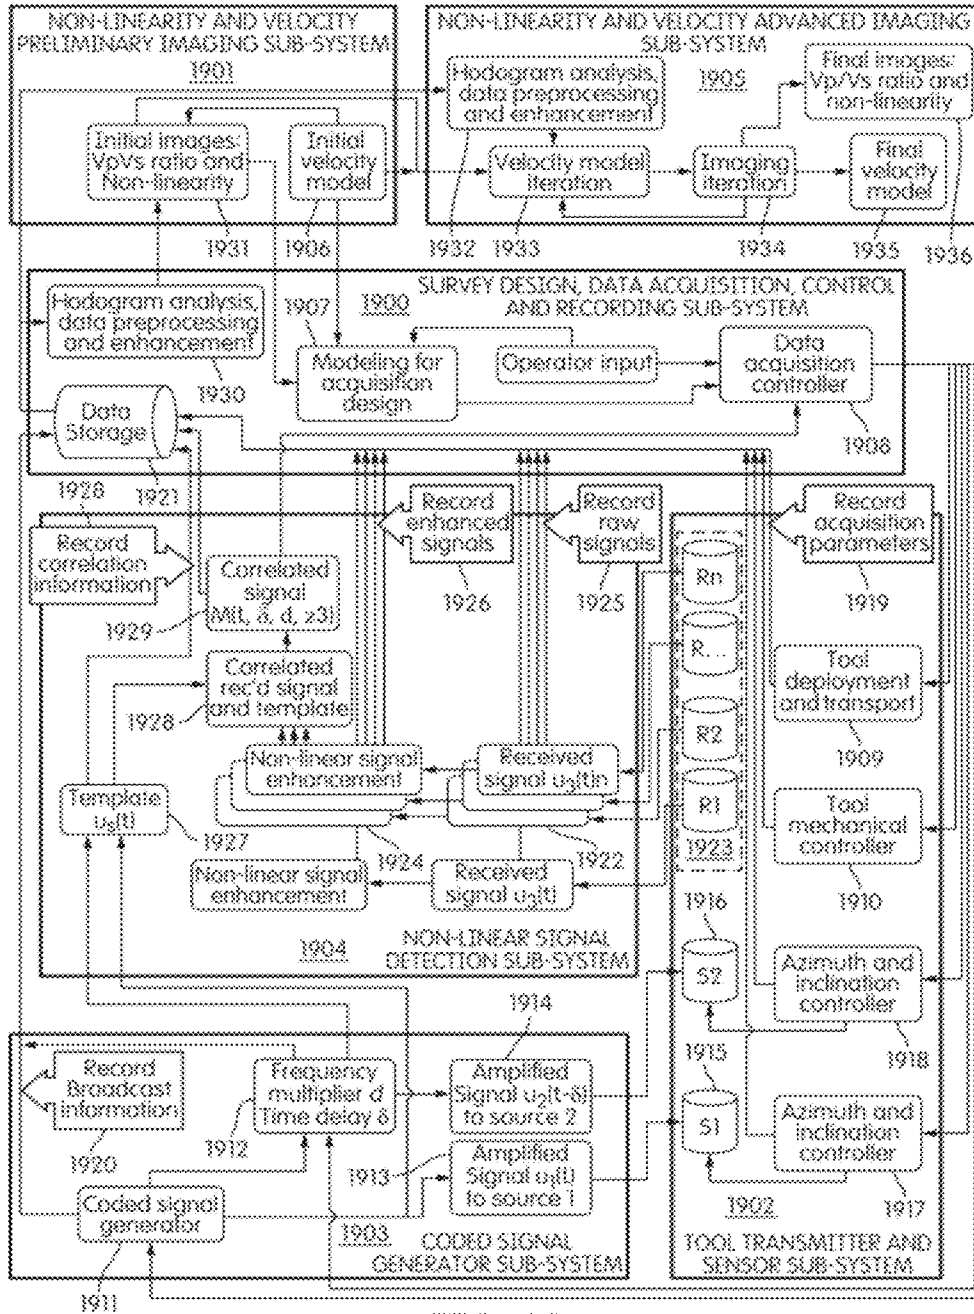 NON-LINEARITY AND VELOCITY
PRELIMINARY IMAGING SUB-SYSTEM
1901
Initial images:
VpVs ratio and
Non-linearity
Initial
velocity
model
1931
1906
NON-LINEARITY AND VELOCITY ADVANCED IMAGING
SUB-SYSTEM
Hodogram analysis,
data preprocessing
and enhancement
1905
Final images:
Vp/Vs ratio and
non-linearity
Velocity model
iteration
Imaging
iteration
Final
velocity
model
1932
1933
1934
1935
1936
SURVEY DESIGN, DATA ACQUISITION, CONTROL
AND RECORDING SUB-SYSTEM
1900
1907
Hodogram analysis,
data preprocessing
and enhancement
1930
Modeling for
acquisition
design
Operator input
Data
acquisition
controller
1908
Data
Storage
1921
1928
Record
correlation
information
Record
enhanced
signals
1926
Record
raw
signals
1925
Record
acquisition
parameters
1919
Correlated
signal
M(t, δ, d, z3)
1929
Correlated
rec'd signal
and template
1928
Non-linear signal
enhancement
Received
signal u3(t)n
Template
us(t)
1927
1924
1922
Non-linear signal
enhancement
Received
signal u3(t)
1904
NON-LINEAR SIGNAL
DETECTION SUB-SYSTEM
Rn
R...
R2
R1
1923
Tool
deployment
and transport
1909
Tool
mechanical
controller
1910
1916
S2
Azimuth and
inclination
controller
1918
1915
S1
Azimuth and
inclination
controller
1917
1902
TOOL TRANSMITTER AND
SENSOR SUB-SYSTEM
1914
Record
Broadcast
information
1920
Frequency
multiplier d
Time delay δ
1912
Amplified
Signal u2(t-δ)
to source 2
1913
Amplified
Signal u1(t)
to source 1
Coded signal
generator
1911
1903
CODED SIGNAL
GENERATOR SUB-SYSTEM